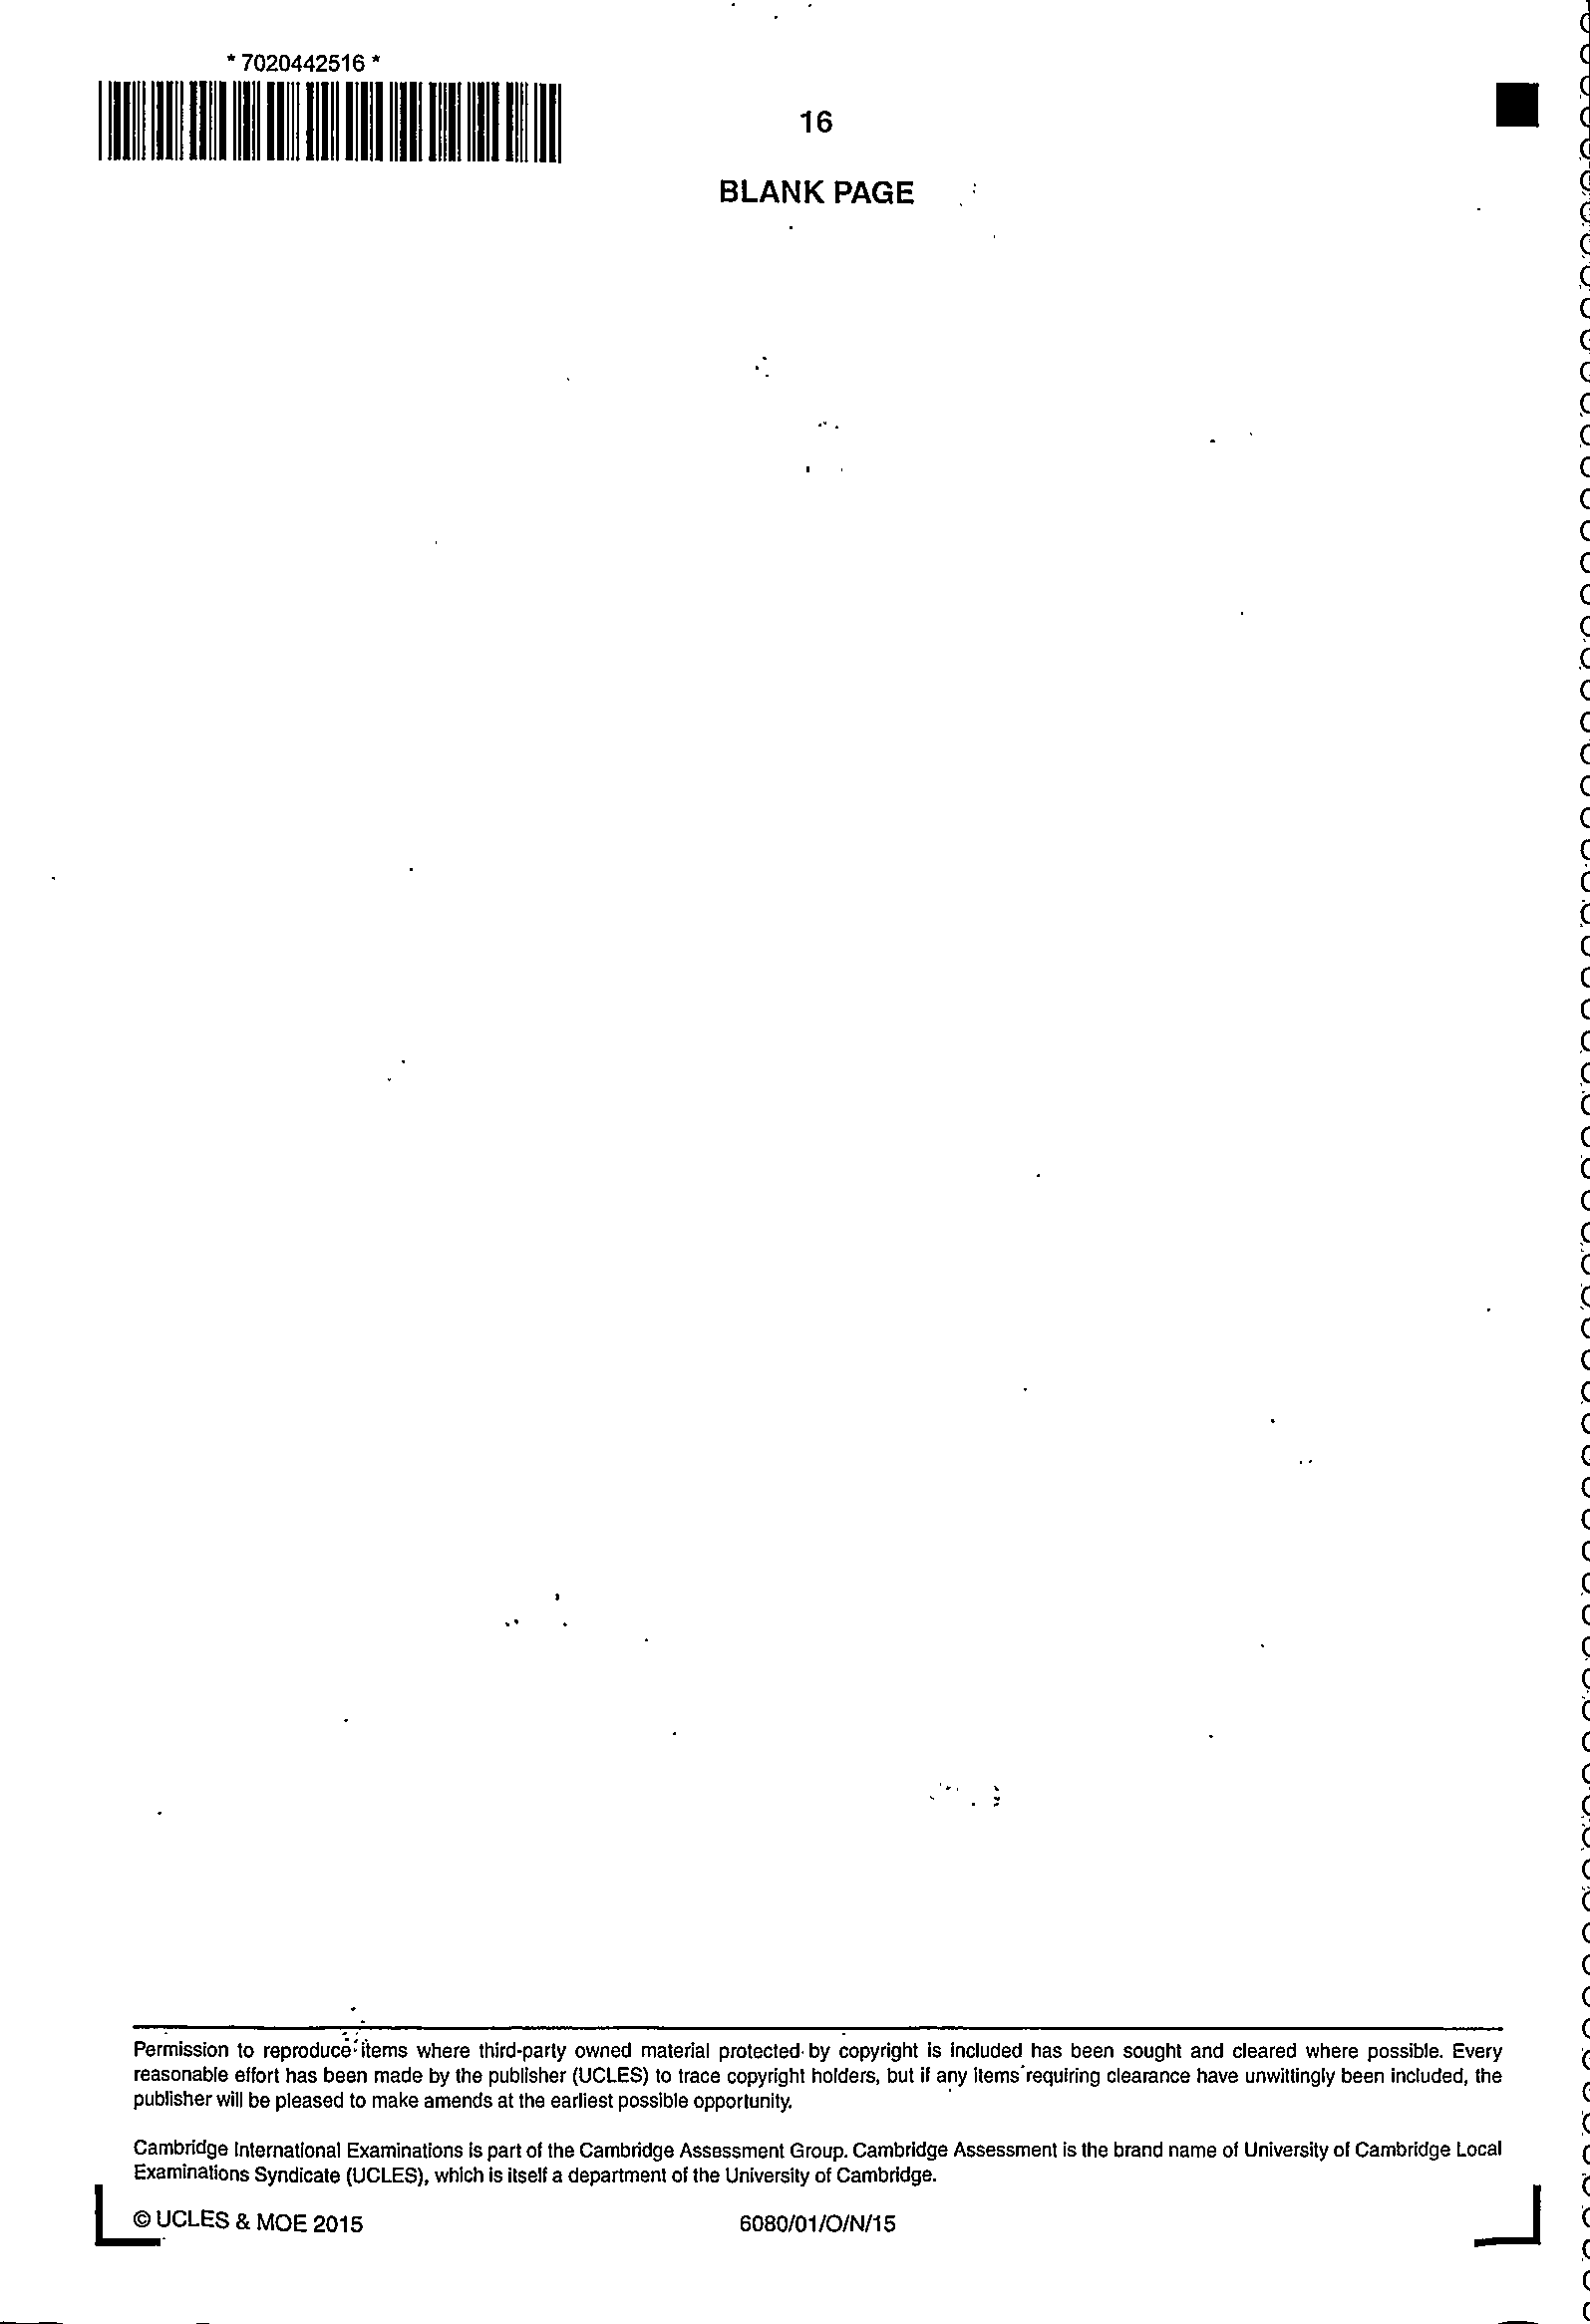 * 7020442516 *
16
BLANK PAGE
Permission to reproduce items where third-party owned material protected by copyright is included has been sought and cleared where possible. Every
reasonable effort has been made by the publisher (UCLES) to trace copyright holders, but if any items requiring clearance have unwittingly been included, the
publisher will be pleased to make amends at the earliest possible opportunity.
Cambridge International Examinations is part of the Cambridge Assessment Group. Cambridge Assessment is the brand name of University of Cambridge Local
Examinations Syndicate (UCLES), which is itself a department of the University of Cambridge.
© UCLES & MOE 2015
6080/01/O/N/15